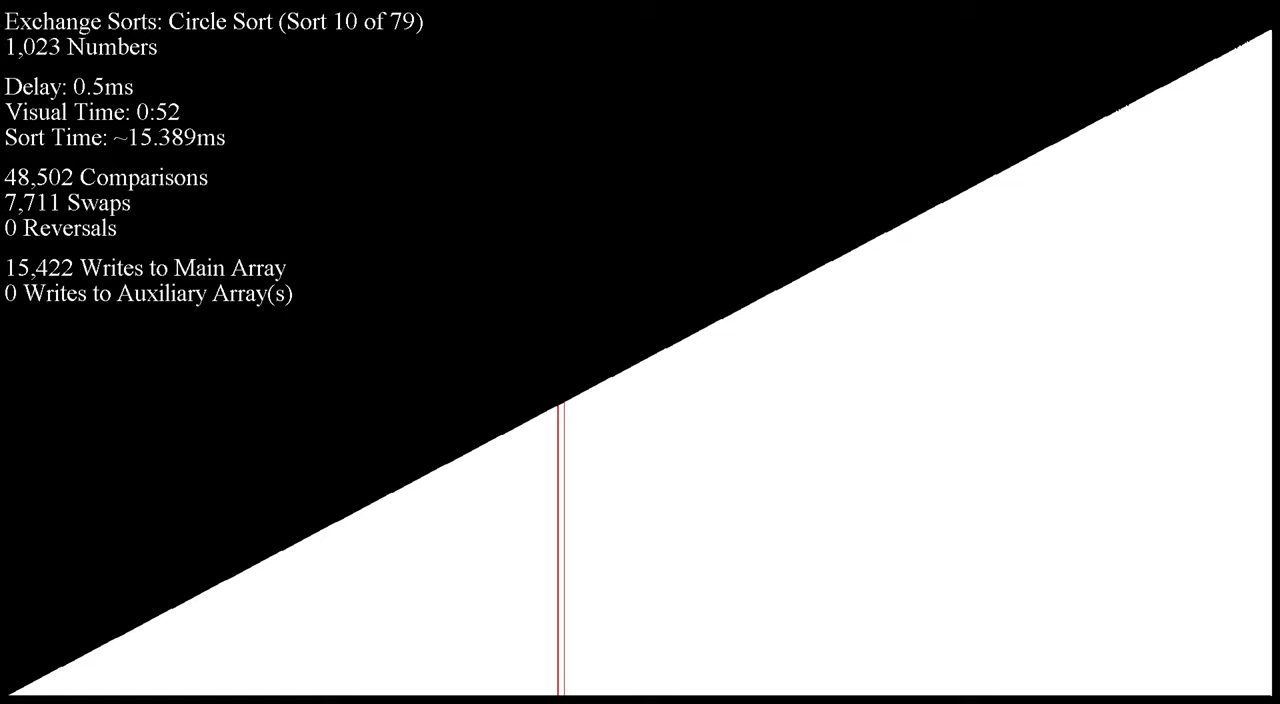 Exchange Sorts: Circle Sort (Sort 10 of 79)
1,023 Numbers
Delay: 0.5ms
Visual Time: 0:52
Sort Time: ~15.389ms
48,502 Comparisons
7,711 Swaps
0 Reversals
15,422 Writes to Main Array
0 Writes to Auxiliary Array(s)